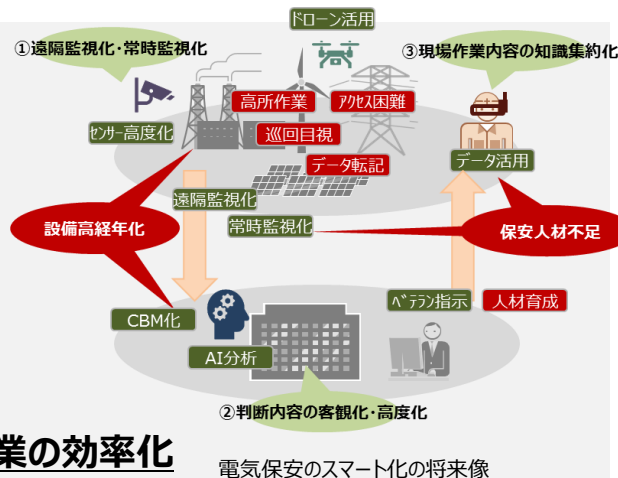 ドローン活用
①遠隔監視化・常時監視化
③現場作業内容の知識集約化
高所作業
アクセス困難
センサー高度化
巡回目視
データ転記
データ活用
遠隔監視化
設備高経年化
常時監視化
保安人材不足
CBM化
ベテラン指示
人材育成
AI分析
②判断内容の客観化・高度化
業の効率化
電気保安のスマート化の将来像